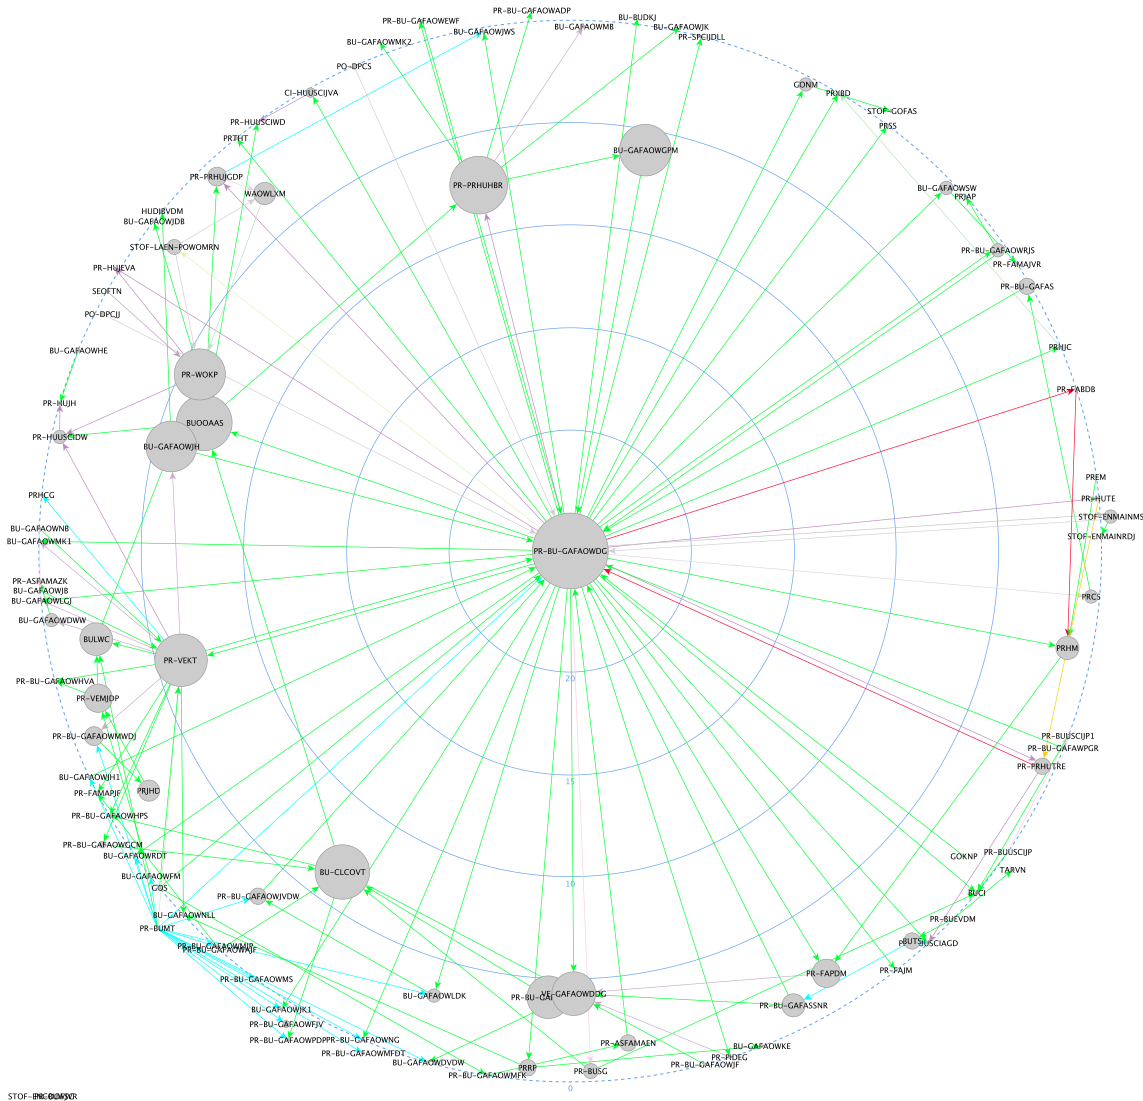 PR-BU-GAFAOWADP
BU-BUDKJ
PR-BU-GAFAOWEWF
BU-GAFAOWMB
BU-GAFAOWJK
BU-GAFAOWJWS
PR-SPCIJDLL
BU-GAFAOWMK2
PO-DPCS
GONM
PRXBD
CI-HUUSCIJVA
STOF-GOFAS
PR-HUUSCIWD
PRSS
PRTHT
BU-GAFAOWGPM
PR-PRHUJGDP
PR-PRHUHBR
BU-GAFAOWSW
WAOWLXM
PRJAP
HUDIBVDM
BU-GAFAOWJDB
STOF-LAEN-POWOMRN
PR-BU-GAFAOWRJS
PR-FAMAJVR
PR-HUJEVA
PR-BU-GAFAS
SEOFTN
PO-DPCJJ
PRHJC
BU-GAFAOWHE
PR-WOKP
PR-FABDB
PR-HUJH
BUOOAAS
PR-HUUSCIDW
BU-GAFAOWJH
PREM
PRHCG
PR-HUTE
STOF-ENMAINMS
BU-GAFAOWNB
STOF-ENMAINRDJ
BU-GAFAOWMK1
PR-BU-GAFAOWDG
PR-ASFAMAZK
BU-GAFAOWJB
PRCS
BU-GAFAOWLGJ
BU-GAFAOWDWW
BULWC
PRHM
PR-VEKT
20
PR-BU-GAFAOWHVA
PR-VEMJDP
PR-BU-GAFAOWMWDJ
PR-BUUSCIJP1
PR-BU-GAFAWPGR
PR-PRHUTRE
15
BU-GAFAOWJH1
PRJHD
PR-FAMAPJF
PR-BU-GAFAOWHPS
PR-BU-GAFAOWGCM
BU-GAFAOWRDT
PR-BUUSCIJP
GOKNP
TARVN
BU-CLCOVT
BU-GAFAOWFM
10
GOS
BUCI
PR-BU-GAFAOWJVDW
BU-GAFAOWNLL
PR-BUEVDM
PR-BUMT
BUTS
PR-BU-GAFAOWAJF
PR-FAJM
PR-FAPDM
PR-BU-GAFAOWMS
BU-GAFAOWLDK
GAFAOWDDG
PR-BU-GAFASSNR
BU-GAFAOWJK1
PR-BU-GAFAOWFJV
PR-BU-GAFAOWPDP
PR-BU-GAFAOWNG
PR-ASFAMAEN
BU-GAFAOWKE
PR-BU-GAFAOWMFDT
PR-FIDEG
BU-GAFAOWDVDW
PR-BU-GAFAOWJF
PRRP
PR-BUSG
PR-BU-GAFAOWMFK
0